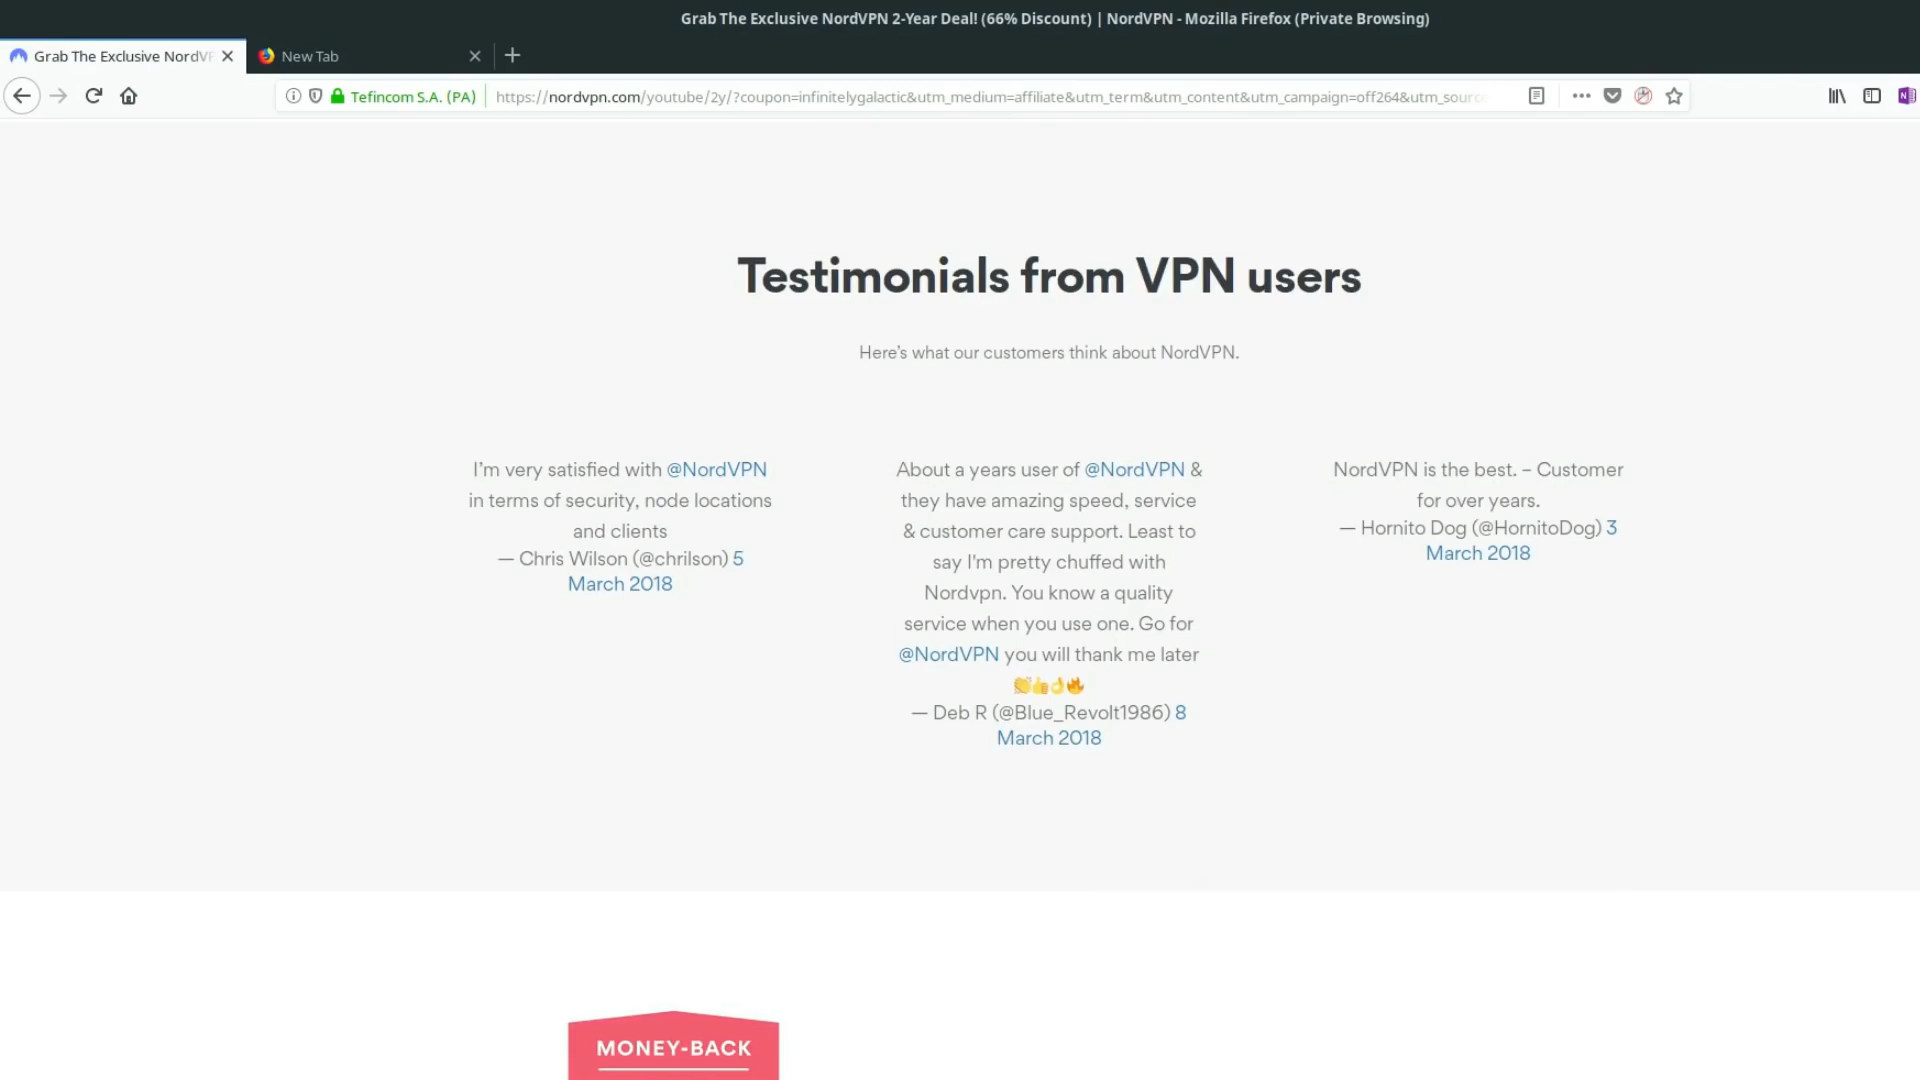 Grab The Exclusive NordVPN 2-Year Deal! (66% Discount) | NordVPN - Mozilla Firefox (Private Browsing)
Grab The Exclusive NordVP
New Tab
Tefincom S.A. (PA)
https://nordvpn.com/youtube/2y/?coupon=infinitelygalactic&utm_medium=affiliate&utm_term&utm_content&utm_campaign=off264&utm_source
Testimonials from VPN users
Here’s what our customers think about NordVPN.
I’m very satisfied with @NordVPN
in terms of security, node locations
and clients
— Chris Wilson (@chrilson) 5
March 2018
About a years user of @NordVPN &
they have amazing speed, service
& customer care support. Least to
say I'm pretty chuffed with
Nordvpn. You know a quality
service when you use one. Go for
@NordVPN you will thank me later
👏👍👌🔥
— Deb R (@Blue_Revolt1986) 8
March 2018
NordVPN is the best. – Customer
for over years.
— Hornito Dog (@HornitoDog) 3
March 2018
MONEY-BACK